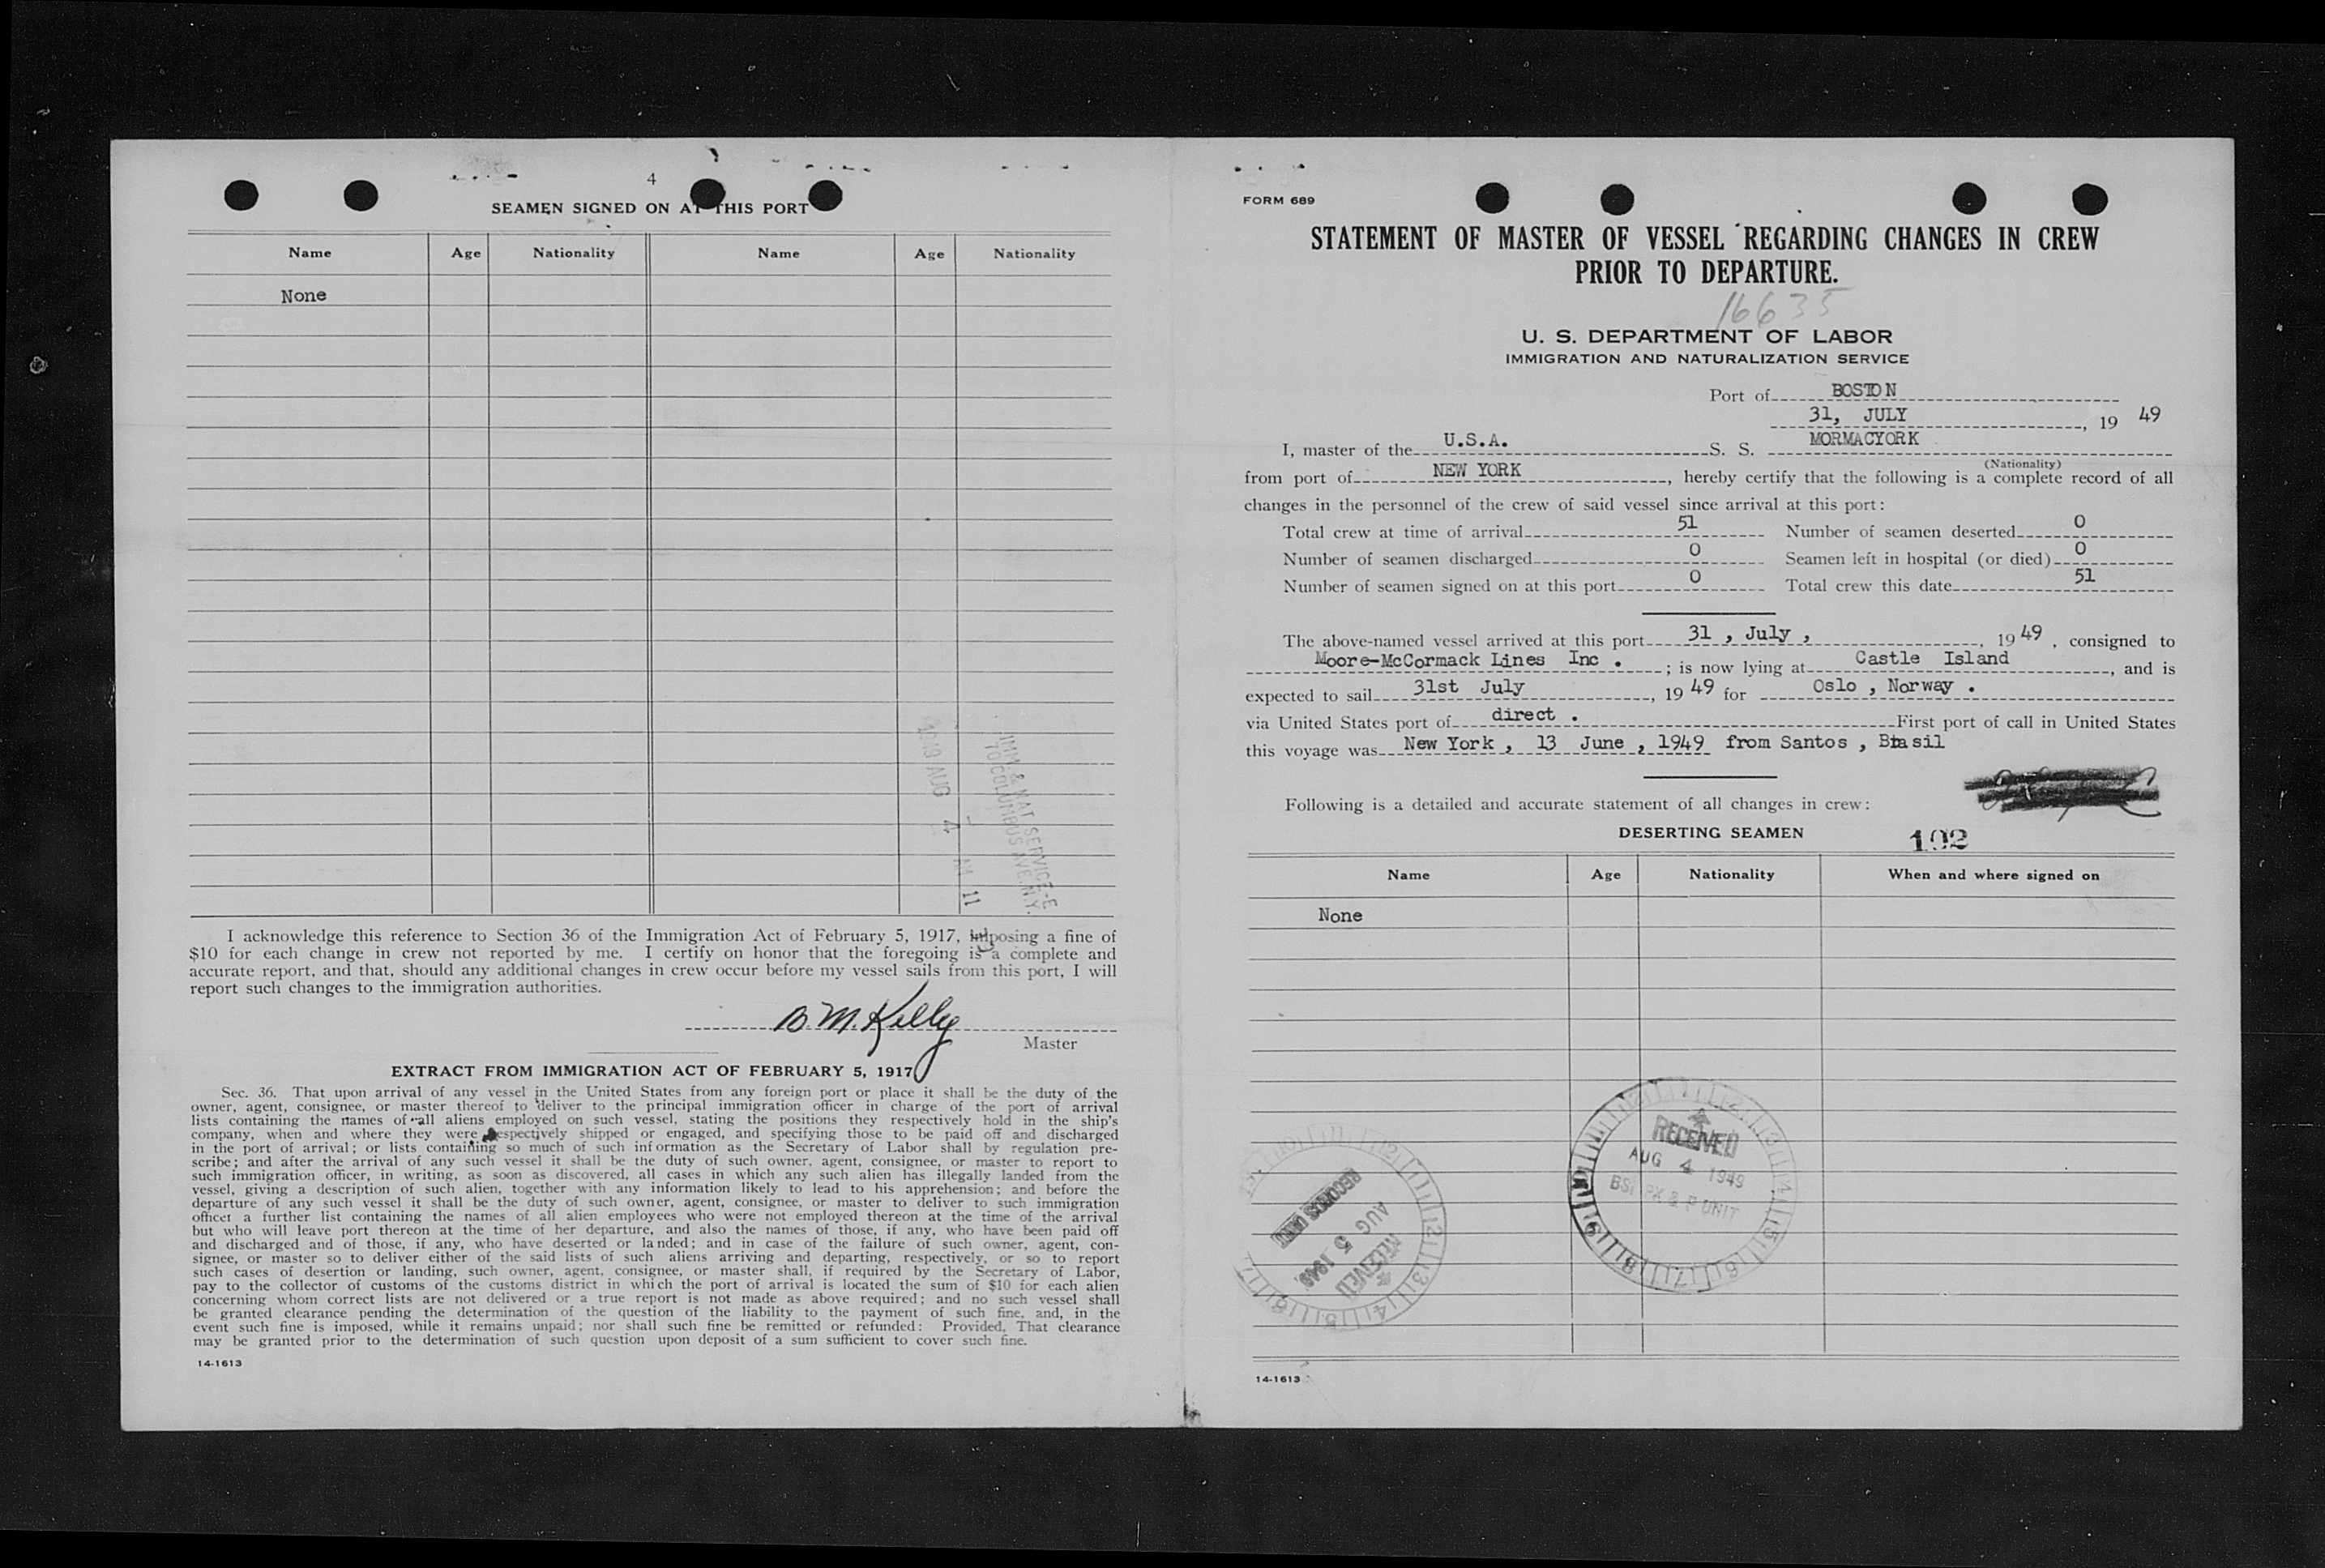 4
SEAMEN SIGNED ON AT THIS PORT
Name Age Nationality Name Age Nationality
None
1949 AUG 4 AM 11
IMM. & NAT SERVICE-E
70 COLUMBUS AVE. N.Y.
I acknowledge this reference to Section 36 of the Immigration Act of February 5, 1917, imposing a fine of
$10 for each change in crew not reported by me. I certify on honor that the foregoing is a complete and
accurate report, and that, should any additional changes in crew occur before my vessel sails from this port, I will
report such changes to the immigration authorities.
B. M. Kelly
Master
EXTRACT FROM IMMIGRATION ACT OF FEBRUARY 5, 1917
Sec. 36. That upon arrival of any vessel in the United States from any foreign port or place it shall be the duty of the
owner, agent, consignee, or master thereof to deliver to the principal immigration officer in charge of the port of arrival
lists containing the names of all aliens employed on such vessel, stating the positions they respectively hold in the ship's
company, when and where they were respectively shipped or engaged, and specifying those to be paid off and discharged
in the port of arrival; or lists containing so much of such information as the Secretary of Labor shall by regulation pre-
scribe; and after the arrival of any such vessel it shall be the duty of such owner, agent, consignee, or master to report to
such immigration officer, in writing, as soon as discovered, all cases in which any such alien has illegally landed from the
vessel, giving a description of such alien, together with any information likely to lead to his apprehension; and before the
departure of any such vessel it shall be the duty of such owner, agent, consignee, or master to deliver to such immigration
officer a further list containing the names of all alien employees who were not employed thereon at the time of the arrival
but who will leave port thereon at the time of her departure, and also the names of those, if any, who have been paid off
and discharged and of those, if any, who have deserted or landed; and in case of the failure of such owner, agent, con-
signee, or master so to deliver either of the said lists of such aliens arriving and departing, respectively, or so to report
such cases of desertion or landing, such owner, agent, consignee, or master shall, if required by the Secretary of Labor,
pay to the collector of customs of the customs district in which the port of arrival is located the sum of $10 for each alien
concerning whom correct lists are not delivered or a true report is not made as above required; and no such vessel shall
be granted clearance pending the determination of the question of the liability to the payment of such fine, and, in the
event such fine is imposed, while it remains unpaid; nor shall such fine be remitted or refunded: Provided, That clearance
may be granted prior to the determination of such question upon deposit of a sum sufficient to cover such fine.
14-1613
FORM 689
STATEMENT OF MASTER OF VESSEL REGARDING CHANGES IN CREW
PRIOR TO DEPARTURE.
16635
U. S. DEPARTMENT OF LABOR
IMMIGRATION AND NATURALIZATION SERVICE
Port of BOSTON
31, JULY, 19 49
I, master of the U.S.A. S. S. MORMACYORK
(Nationality)
from port of NEW YORK, hereby certify that the following is a complete record of all
changes in the personnel of the crew of said vessel since arrival at this port:
Total crew at time of arrival 51 Number of seamen deserted 0
Number of seamen discharged 0 Seamen left in hospital (or died) 0
Number of seamen signed on at this port 0 Total crew this date 51
The above-named vessel arrived at this port 31 , July , , 19 49 , consigned to
Moore-McCormack Lines Inc . ; is now lying at Castle Island , and is
expected to sail 31st July , 19 49 for Oslo , Norway .
via United States port of direct . First port of call in United States
this voyage was New York , 13 June , 1949 from Santos , Brasil
Following is a detailed and accurate statement of all changes in crew:
DESERTING SEAMEN 102
Name Age Nationality When and where signed on
None
RECEIVED
AUG 4 1949
RECEIVED
AUG 5 1949
RECORDS UNIT
14-1613